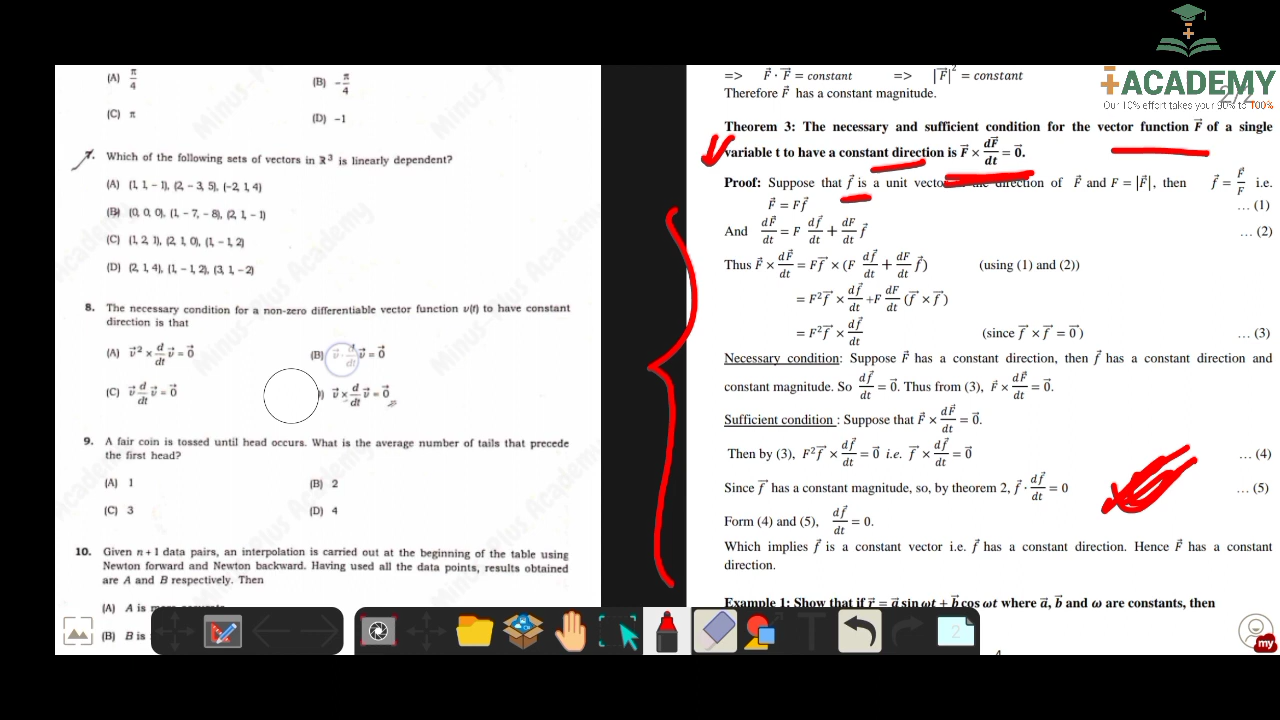 ACADEMY
Our 10% effort takes your 90% to 100%
(A) π/4
(B) -π/4
(C) π
(D) -1
7. Which of the following sets of vectors in ℝ³ is linearly dependent?
(A) (1, 1, -1), (2, -3, 5), (-2, 1, 4)
(B) (0, 0, 0), (1, -7, -8), (2, 1, -1)
(C) (1, 2, 1), (2, 1, 0), (1, -1, 2)
(D) (2, 1, 4), (1, -1, 2), (3, 1, -2)
8. The necessary condition for a non-zero differentiable vector function v(t) to have constant
direction is that
(A) v⃗² × d/dt v⃗ = 0⃗
(B) v⃗ · d/dt v⃗ = 0⃗
(C) v⃗ d/dt v⃗ = 0⃗
) v⃗ × d/dt v⃗ = 0⃗
9. A fair coin is tossed until head occurs. What is the average number of tails that precede
the first head?
(A) 1
(B) 2
(C) 3
(D) 4
10. Given n + 1 data pairs, an interpolation is carried out at the beginning of the table using
Newton forward and Newton backward. Having used all the data points, results obtained
are A and B respectively. Then
(A) A is
(B) B is
=> F⃗ · F⃗ = constant => |F⃗|² = constant
Therefore F⃗ has a constant magnitude.
Theorem 3: The necessary and sufficient condition for the vector function F⃗ of a single
variable t to have a constant direction is F⃗ × dF⃗/dt = 0⃗.
Proof: Suppose that f⃗ is a unit vector direction of F⃗ and F = |F⃗|, then f⃗ = F⃗/F i.e.
F⃗ = Ff⃗ … (1)
And dF⃗/dt = F df⃗/dt + dF/dt f⃗ … (2)
Thus F⃗ × dF⃗/dt = Ff⃗ × (F df⃗/dt + dF/dt f⃗) (using (1) and (2))
= F²f⃗ × df⃗/dt +F dF/dt (f⃗ × f⃗)
= F²f⃗ × df⃗/dt (since f⃗ × f⃗ = 0⃗) … (3)
Necessary condition: Suppose F⃗ has a constant direction, then f⃗ has a constant direction and
constant magnitude. So df⃗/dt = 0⃗. Thus from (3), F⃗ × dF⃗/dt = 0⃗.
Sufficient condition : Suppose that F⃗ × dF⃗/dt = 0⃗.
Then by (3), F²f⃗ × df⃗/dt = 0⃗ i.e. f⃗ × df⃗/dt = 0⃗ … (4)
Since f⃗ has a constant magnitude, so, by theorem 2, f⃗ · df⃗/dt = 0 … (5)
Form (4) and (5), df⃗/dt = 0.
Which implies f⃗ is a constant vector i.e. f⃗ has a constant direction. Hence F⃗ has a constant
direction.
Example 1: Show that if r⃗ = a⃗ sin ωt + b⃗ cos ωt where a⃗, b⃗ and ω are constants, then
2
my